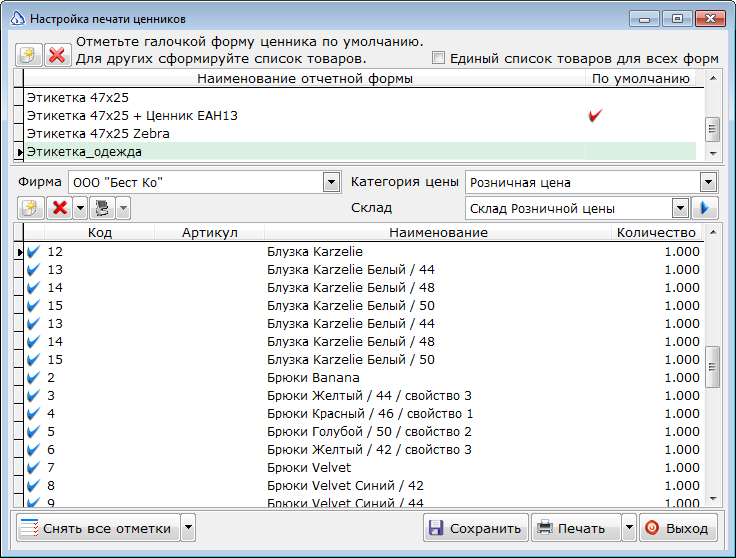 Настройка печати ценников
Отметьте галочкой форму ценника по умолчанию.
Для других сформируйте список товаров.
Единый список товаров для всех форм
Наименование отчетной формы По умолчанию
Этикетка 47х25
Этикетка 47х25 + Ценник ЕАН13
Этикетка 47х25 Zebra
Этикетка_одежда
Фирма ООО "Бест Ко" Категория цены Розничная цена
Склад Склад Розничной цены
Код Артикул Наименование Количество
12 Блузка Karzelie 1.000
13 Блузка Karzelie Белый / 44 1.000
14 Блузка Karzelie Белый / 48 1.000
15 Блузка Karzelie Белый / 50 1.000
13 Блузка Karzelie Белый / 44 1.000
14 Блузка Karzelie Белый / 48 1.000
15 Блузка Karzelie Белый / 50 1.000
2 Брюки Banana 1.000
3 Брюки Желтый / 44 / свойство 3 1.000
4 Брюки Красный / 46 / свойство 1 1.000
5 Брюки Голубой / 50 / свойство 2 1.000
6 Брюки Желтый / 42 / свойство 3 1.000
7 Брюки Velvet 1.000
8 Брюки Velvet Синий / 42 1.000
9 Брюки Velvet Синий / 44 1.000
Снять все отметки Сохранить Печать Выход